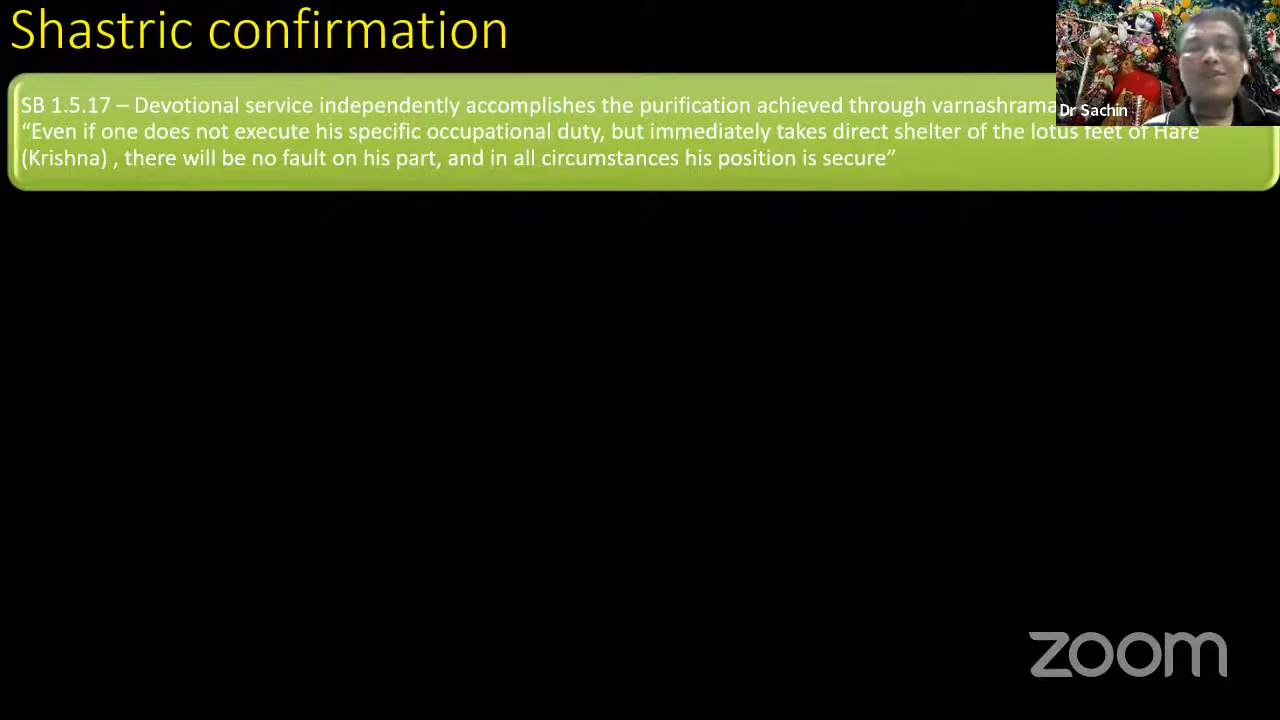 Shastric confirmation
SB 1.5.17 – Devotional service independently accomplishes the purification achieved through varnashrama
“Even if one does not execute his specific occupational duty, but immediately takes direct shelter of the lotus feet of Hare
(Krishna) , there will be no fault on his part, and in all circumstances his position is secure”
Dr Sachin
zoom